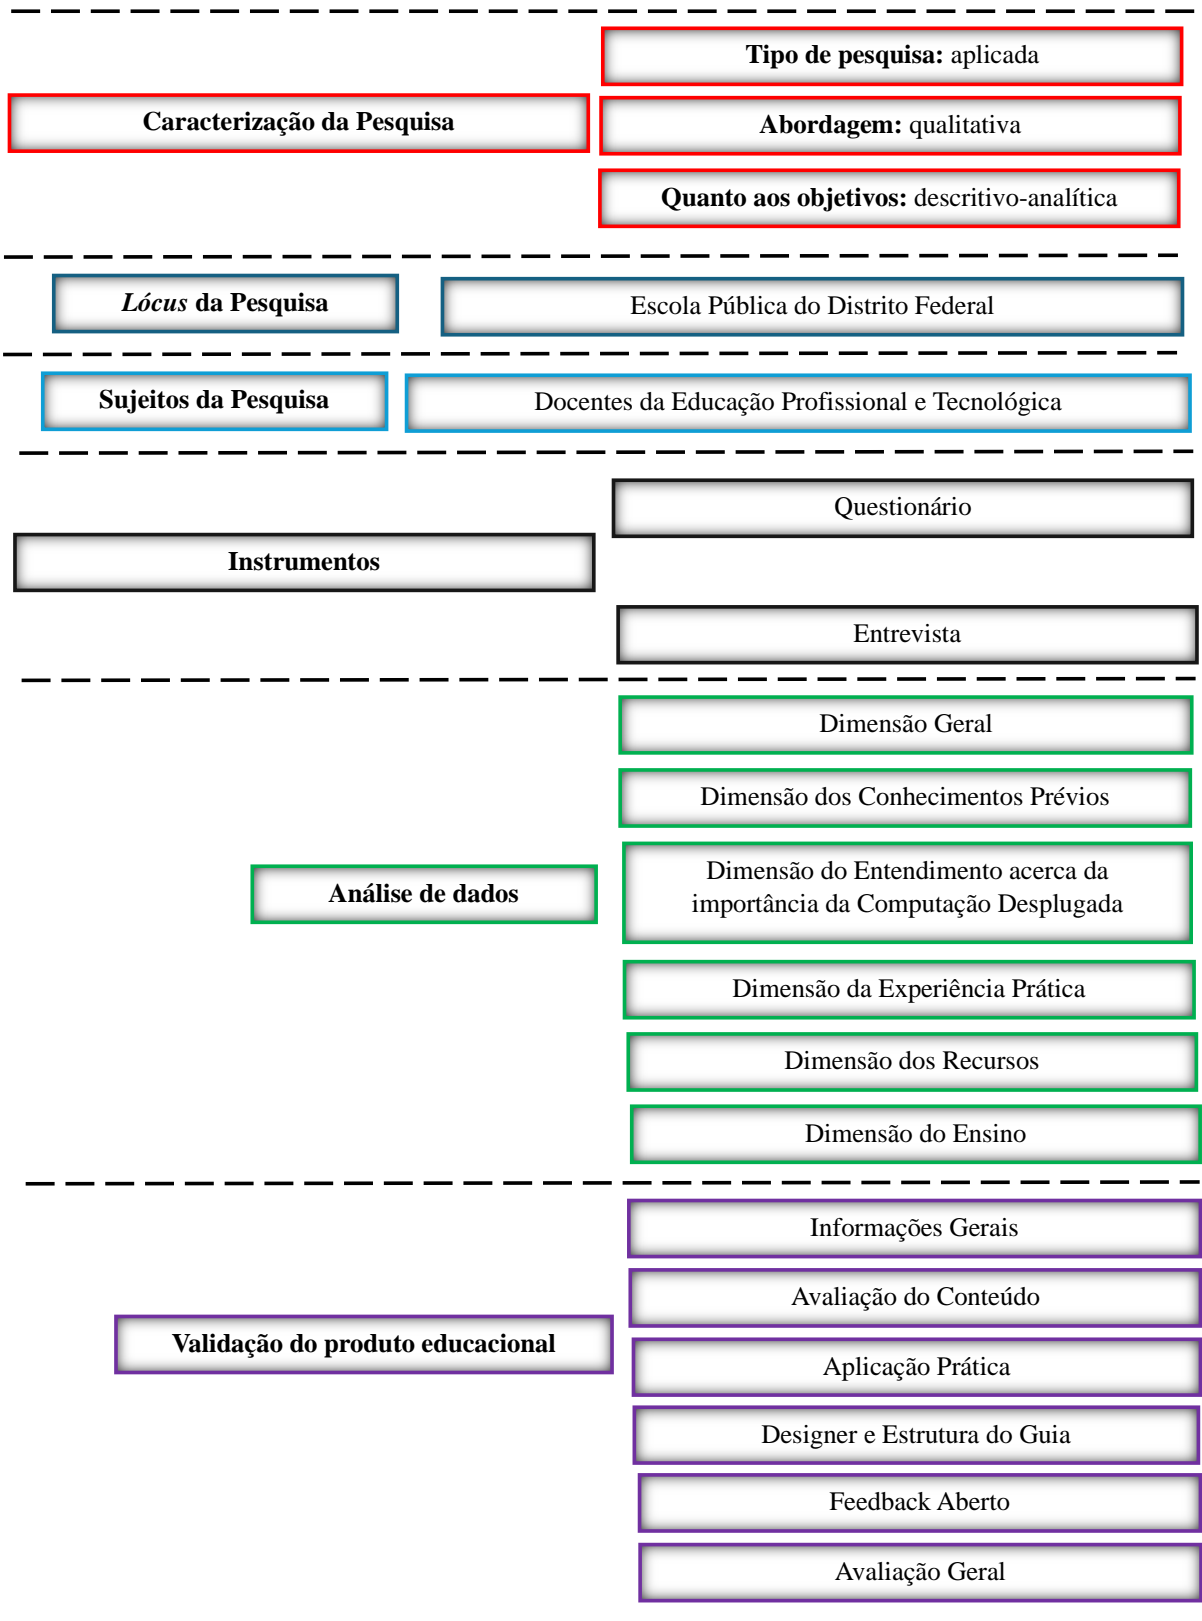 Tipo de pesquisa: aplicada
Caracterização da Pesquisa
Abordagem: qualitativa
Quanto aos objetivos: descritivo-analítica
Lócus da Pesquisa
Escola Pública do Distrito Federal
Sujeitos da Pesquisa
Docentes da Educação Profissional e Tecnológica
Questionário
Instrumentos
Entrevista
Dimensão Geral
Dimensão dos Conhecimentos Prévios
Dimensão do Entendimento acerca da
importância da Computação Desplugada
Análise de dados
Dimensão da Experiência Prática
Dimensão dos Recursos
Dimensão do Ensino
Informações Gerais
Avaliação do Conteúdo
Validação do produto educacional
Aplicação Prática
Designer e Estrutura do Guia
Feedback Aberto
Avaliação Geral